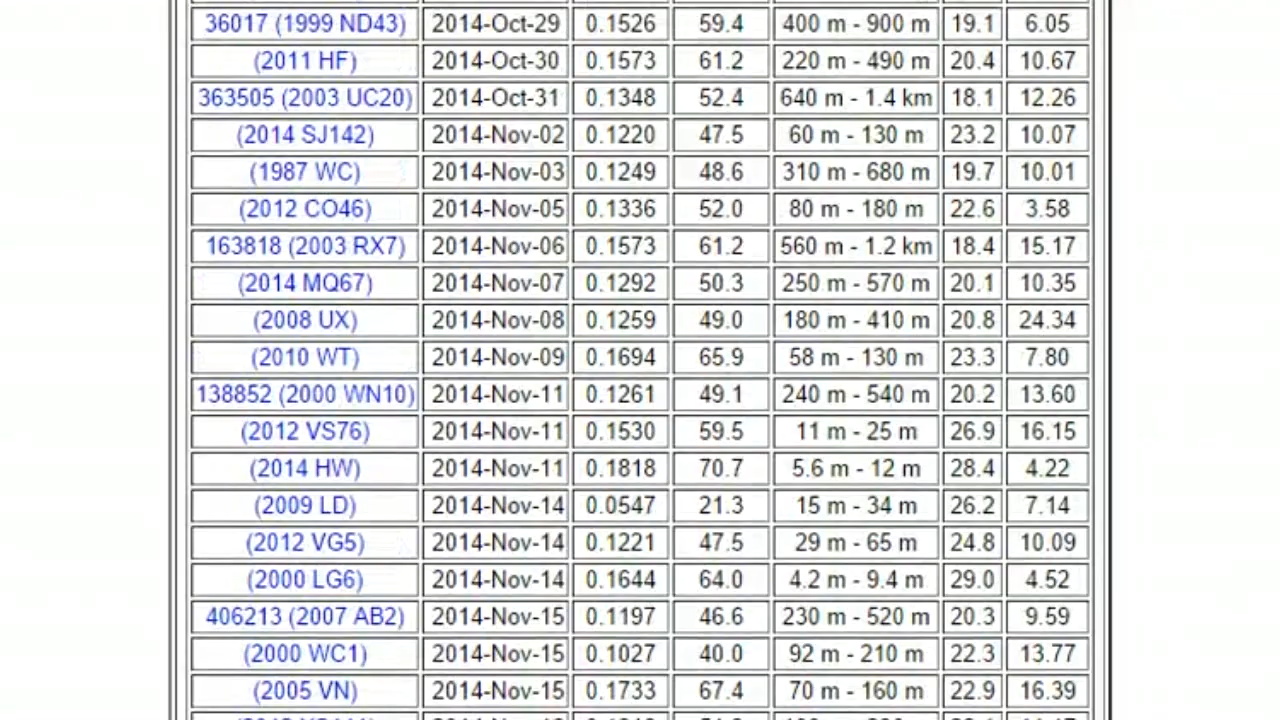 36017 (1999 ND43) 2014-Oct-29 0.1526 59.4 400 m - 900 m 19.1 6.05
(2011 HF) 2014-Oct-30 0.1573 61.2 220 m - 490 m 20.4 10.67
363505 (2003 UC20) 2014-Oct-31 0.1348 52.4 640 m - 1.4 km 18.1 12.26
(2014 SJ142) 2014-Nov-02 0.1220 47.5 60 m - 130 m 23.2 10.07
(1987 WC) 2014-Nov-03 0.1249 48.6 310 m - 680 m 19.7 10.01
(2012 CO46) 2014-Nov-05 0.1336 52.0 80 m - 180 m 22.6 3.58
163818 (2003 RX7) 2014-Nov-06 0.1573 61.2 560 m - 1.2 km 18.4 15.17
(2014 MQ67) 2014-Nov-07 0.1292 50.3 250 m - 570 m 20.1 10.35
(2008 UX) 2014-Nov-08 0.1259 49.0 180 m - 410 m 20.8 24.34
(2010 WT) 2014-Nov-09 0.1694 65.9 58 m - 130 m 23.3 7.80
138852 (2000 WN10) 2014-Nov-11 0.1261 49.1 240 m - 540 m 20.2 13.60
(2012 VS76) 2014-Nov-11 0.1530 59.5 11 m - 25 m 26.9 16.15
(2014 HW) 2014-Nov-11 0.1818 70.7 5.6 m - 12 m 28.4 4.22
(2009 LD) 2014-Nov-14 0.0547 21.3 15 m - 34 m 26.2 7.14
(2012 VG5) 2014-Nov-14 0.1221 47.5 29 m - 65 m 24.8 10.09
(2000 LG6) 2014-Nov-14 0.1644 64.0 4.2 m - 9.4 m 29.0 4.52
406213 (2007 AB2) 2014-Nov-15 0.1197 46.6 230 m - 520 m 20.3 9.59
(2000 WC1) 2014-Nov-15 0.1027 40.0 92 m - 210 m 22.3 13.77
(2005 VN) 2014-Nov-15 0.1733 67.4 70 m - 160 m 22.9 16.39